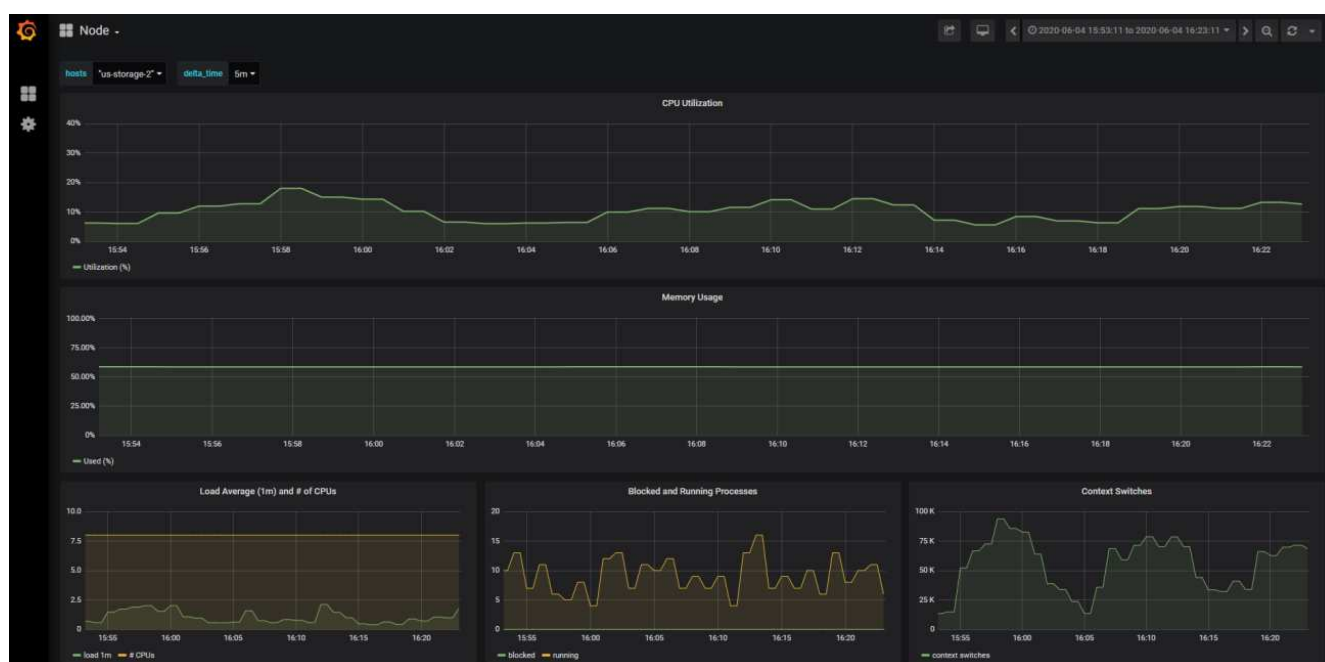 Node
2020-06-04 15:53:11 to 2020-06-04 16:23:11
hosts "us-storage-2" delta_time 5m
CPU Utilization
40%
30%
20%
10%
0%
15:54 15:56 15:58 16:00 16:02 16:04 16:06 16:08 16:10 16:12 16:14 16:16 16:18 16:20 16:22
Utilization (%)
Memory Usage
100.00%
75.00%
50.00%
25.00%
0%
15:54 15:56 15:58 16:00 16:02 16:04 16:06 16:08 16:10 16:12 16:14 16:16 16:18 16:20 16:22
Used (%)
Load Average (1m) and # of CPUs
10.0
7.5
5.0
2.5
0
15:55 16:00 16:05 16:10 16:15 16:20
load 1m # CPUs
Blocked and Running Processes
20
15
10
5
0
15:55 16:00 16:05 16:10 16:15 16:20
blocked running
Context Switches
100 K
75 K
50 K
25 K
0
15:55 16:00 16:05 16:10 16:15 16:20
context switches